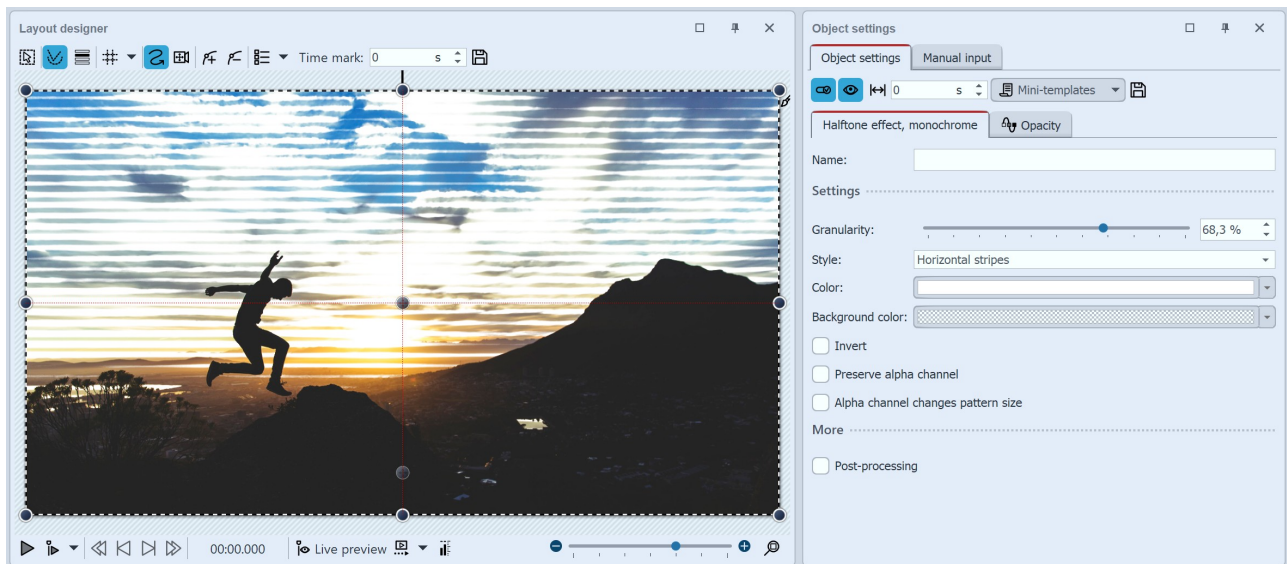 Layout designer
Time mark: 0 s
00:00.000 Live preview
Object settings
Object settings Manual input
0 s Mini-templates
Halftone effect, monochrome Opacity
Name:
Settings
Granularity: 68,3 %
Style: Horizontal stripes
Color:
Background color:
Invert
Preserve alpha channel
Alpha channel changes pattern size
More
Post-processing